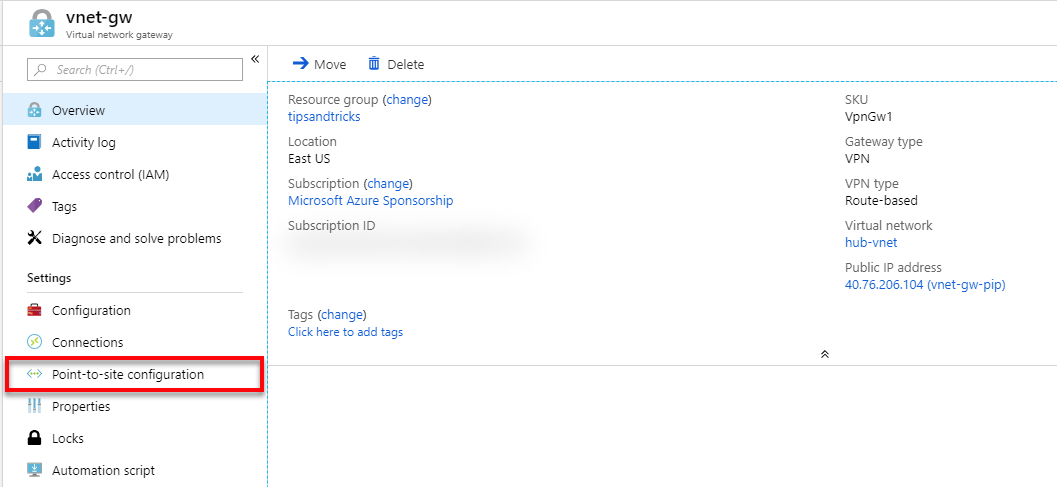 vnet-gw
Virtual network gateway
Search (Ctrl+/)
«
Overview
Activity log
Access control (IAM)
Tags
Diagnose and solve problems
Settings
Configuration
Connections
Point-to-site configuration
Properties
Locks
Automation script
Move
Delete
Resource group (change)
tipsandtricks
Location
East US
Subscription (change)
Microsoft Azure Sponsorship
Subscription ID
Tags (change)
Click here to add tags
SKU
VpnGw1
Gateway type
VPN
VPN type
Route-based
Virtual network
hub-vnet
Public IP address
40.76.206.104 (vnet-gw-pip)